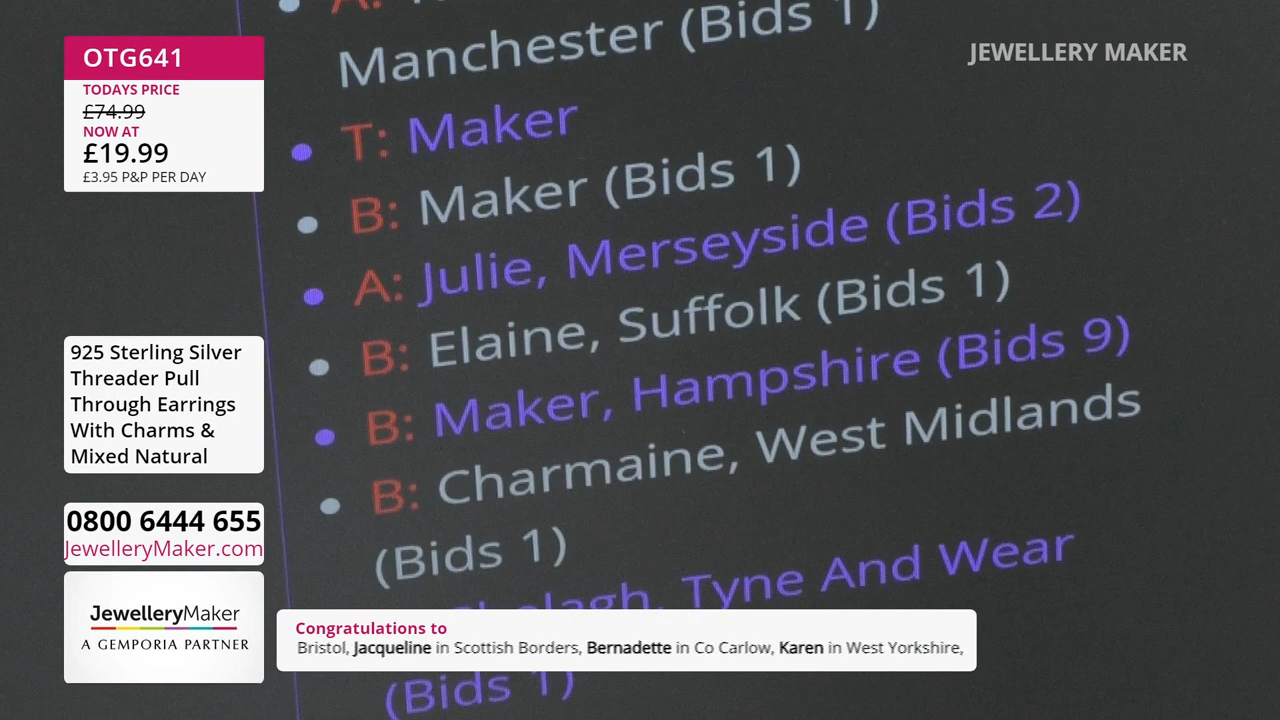 OTG641
TODAYS PRICE
£74.99
NOW AT
£19.99
£3.95 P&P PER DAY
925 Sterling Silver
Threader Pull
Through Earrings
With Charms &
Mixed Natural
0800 6444 655
JewelleryMaker.com
JewelleryMaker
A GEMPORIA PARTNER
JEWELLERY MAKER
A:
Manchester (Bids 1)
T: Maker
B: Maker (Bids 1)
A: Julie, Merseyside (Bids 2)
B: Elaine, Suffolk (Bids 1)
B: Maker, Hampshire (Bids 9)
B: Charmaine, West Midlands
(Bids 1)
Tyne And Wear
(Bids 1)
Congratulations to
Bristol, Jacqueline in Scottish Borders, Bernadette in Co Carlow, Karen in West Yorkshire,